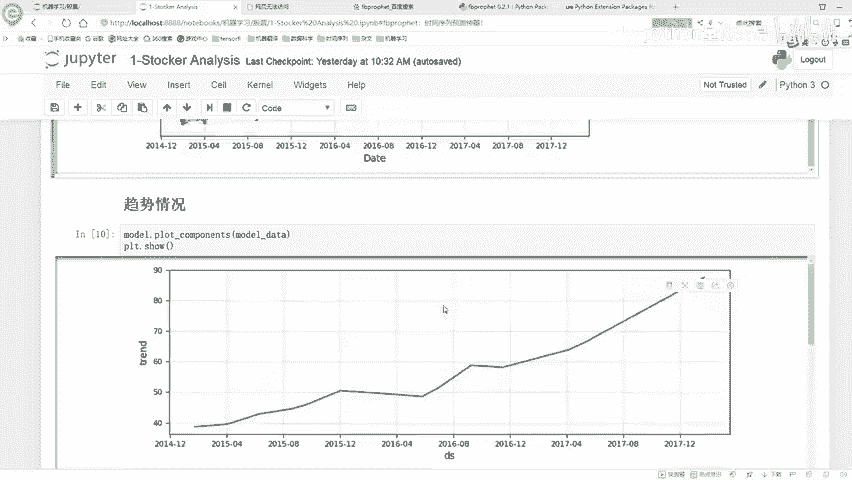 1-Stocker Analysis
网页无法访问
fbprophet_百度搜索
fbprophet 0.2.1 : Python Pack
Python Extension Packages fo
http://localhost:8888/notebooks/机器学习/股票/1-Stocker%20Analysis%20.ipynb#fbprophet: 时间序列预测神器!
jupyter 1-Stocker Analysis Last Checkpoint: Yesterday at 10:32 AM (autosaved)
Logout
File Edit View Insert Cell Kernel Widgets Help
Not Trusted
Python 3
Code
2014-12 2015-04 2015-08 2015-12 2016-04 2016-08 2016-12 2017-04 2017-08 2017-12
Date
趋势情况
In [10]: model.plot_components(model_data)
plt.show()
90
80
70
60
50
40
trend
2014-12 2015-04 2015-08 2015-12 2016-04 2016-08 2016-12 2017-04 2017-08 2017-12
ds